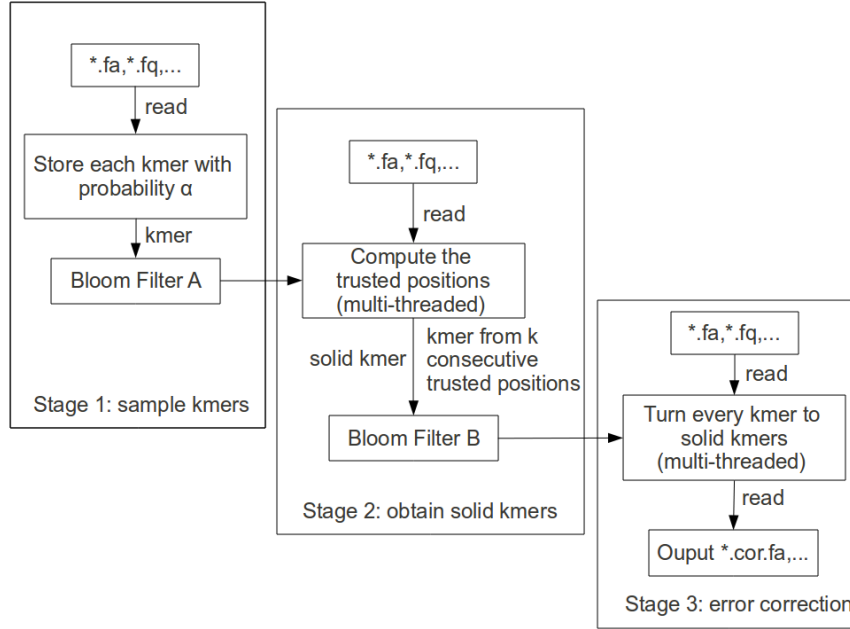 *.fa,*.fq,...
read
Store each kmer with
probability α
kmer
Bloom Filter A
Stage 1: sample kmers
*.fa,*.fq,...
read
Compute the
trusted positions
(multi-threaded)
solid kmer
kmer from k
consecutive
trusted positions
Bloom Filter B
Stage 2: obtain solid kmers
*.fa,*.fq,...
read
Turn every kmer to
solid kmers
(multi-threaded)
read
Ouput *.cor.fa,...
Stage 3: error correction